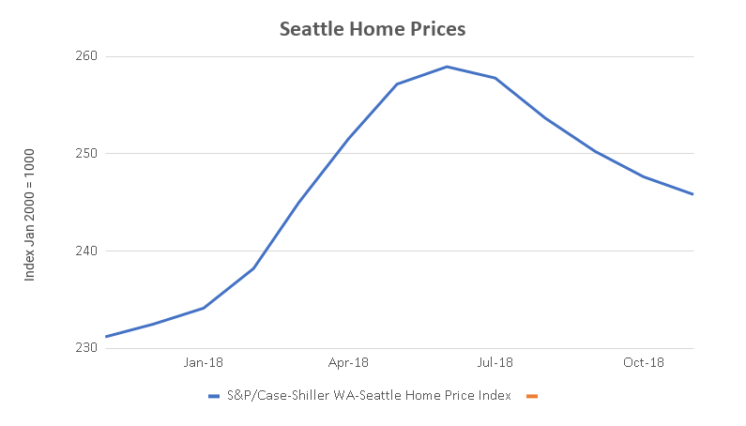 Seattle Home Prices
260
250
240
230
Index Jan 2000 = 1000
Jan-18 Apr-18 Jul-18 Oct-18
S&P/Case-Shiller WA-Seattle Home Price Index